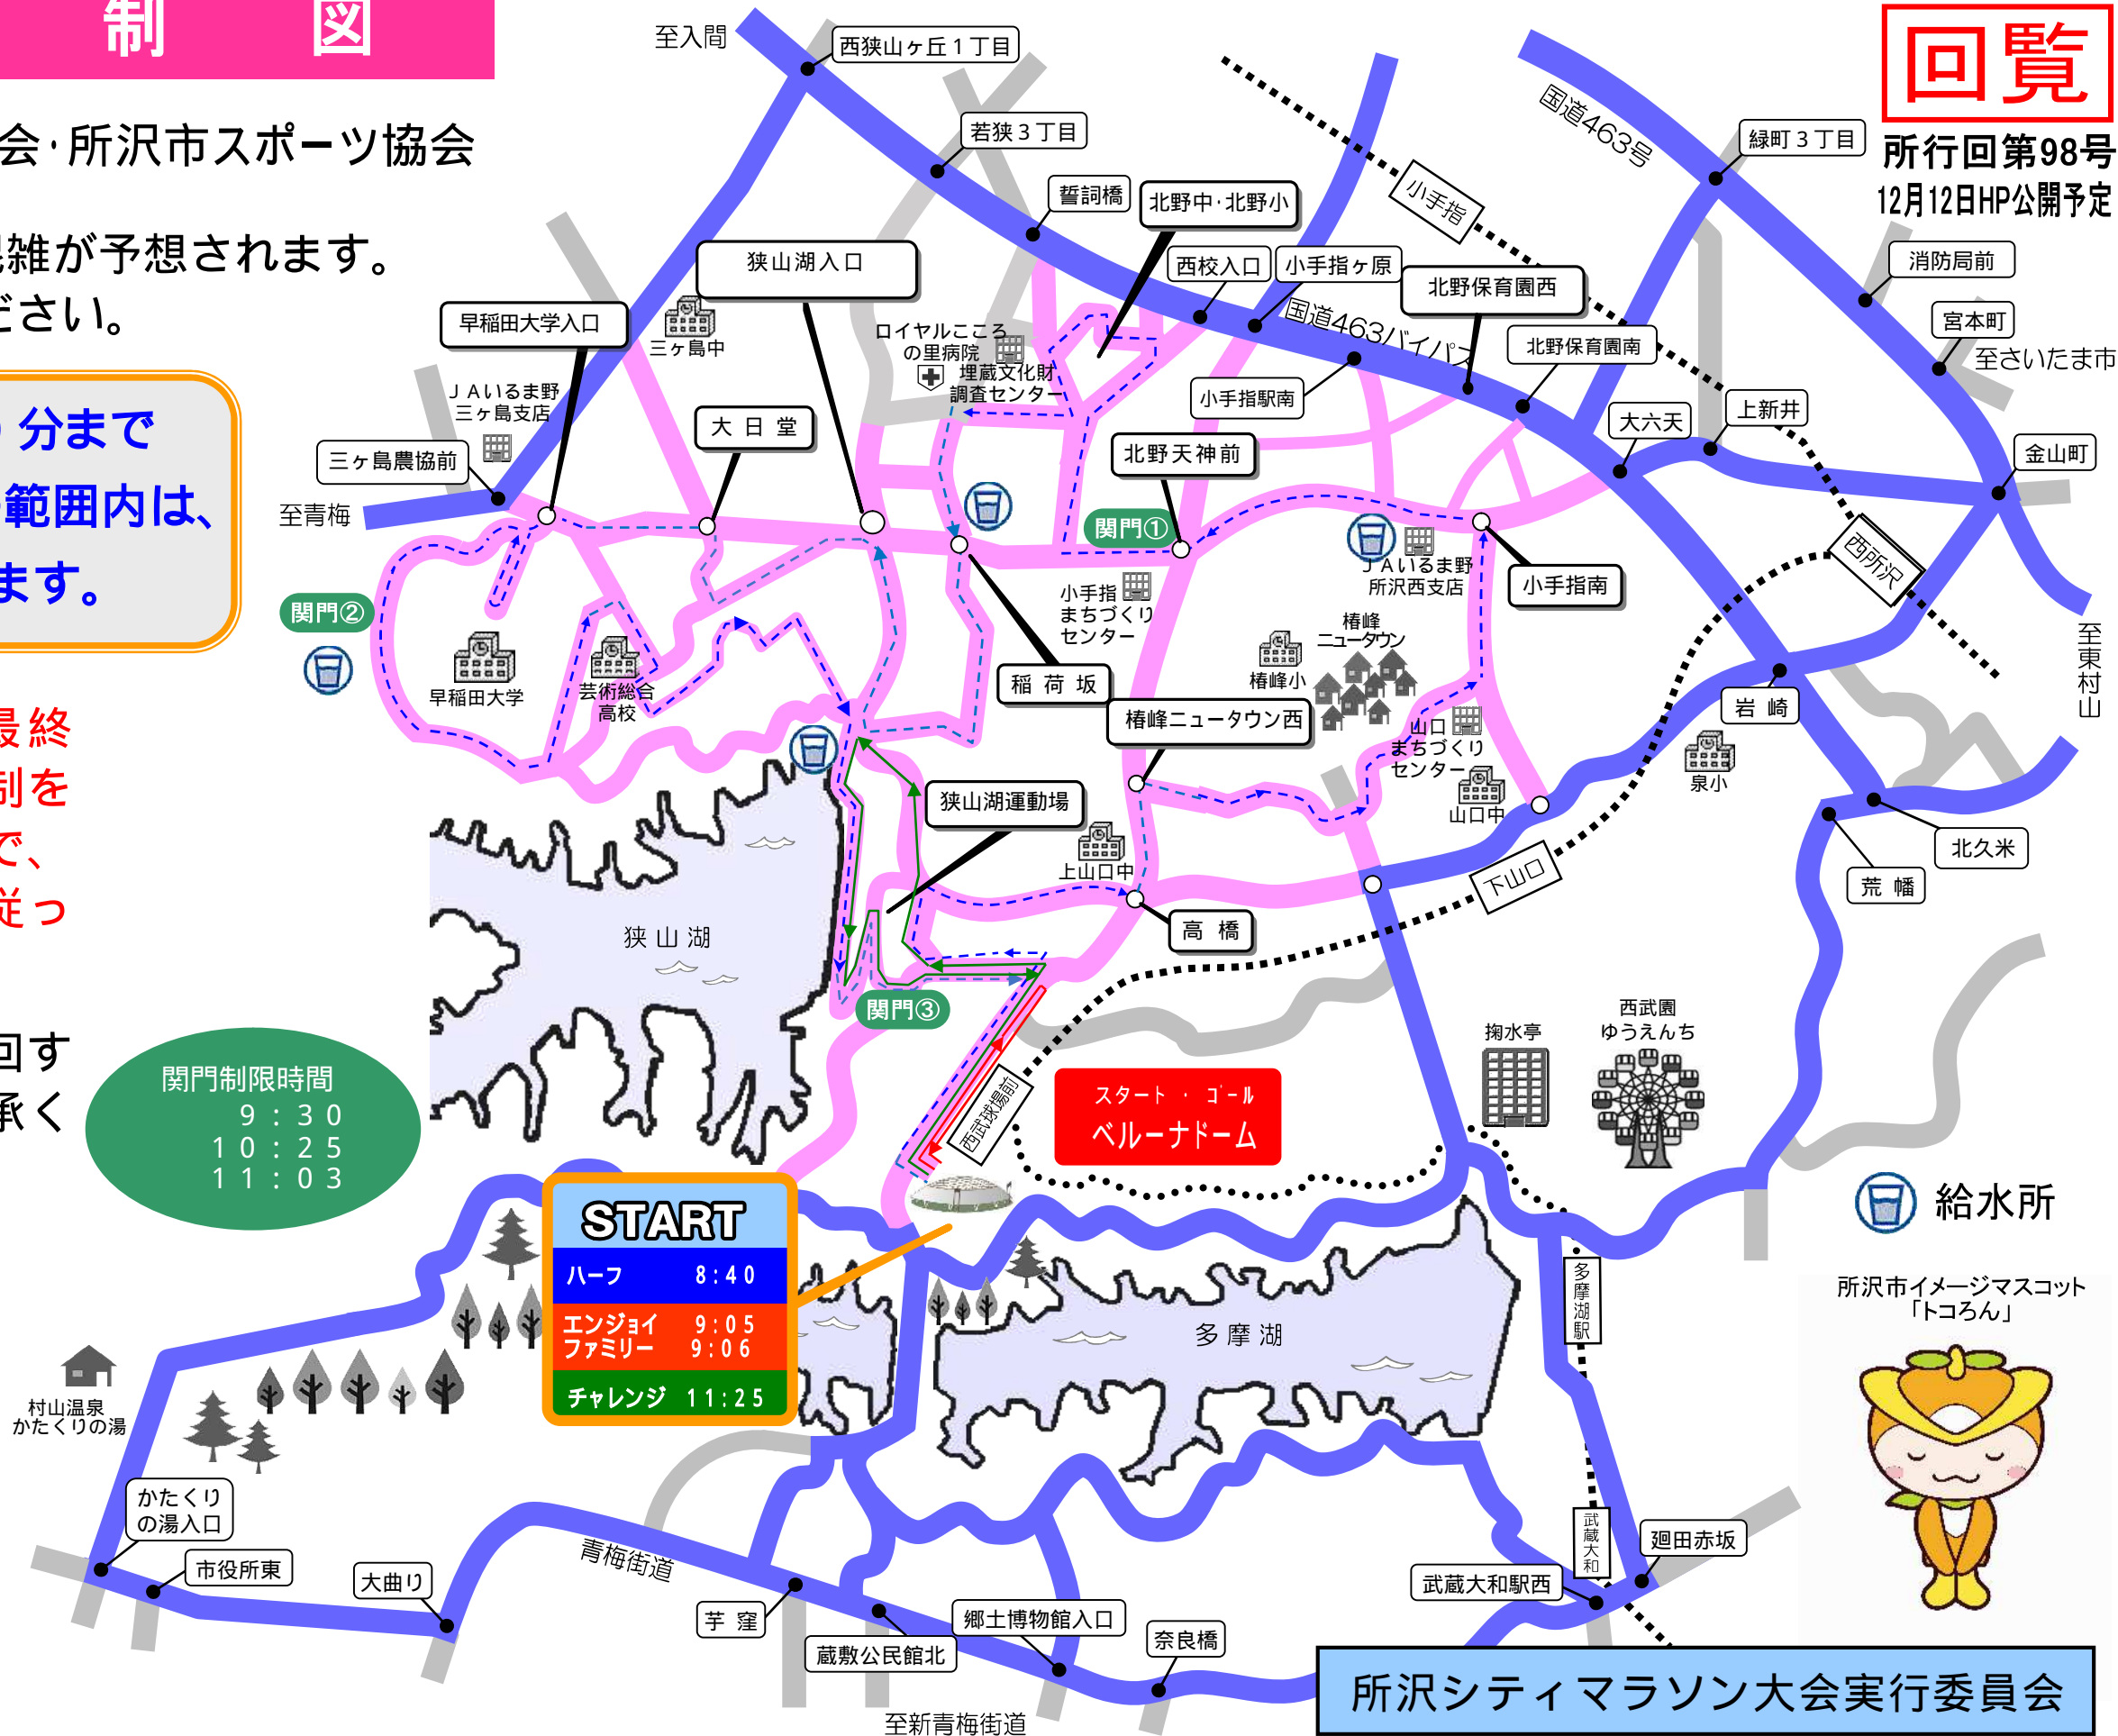 制 図
会・所沢市スポーツ協会
混雑が予想されます。
ださい。
分まで
範囲内は、
ます。
最終
制を
で、
従っ
回す
承く
関門制限時間
9:30
10:25
11:03
回覧
所行回第98号
12月12日HP公開予定
至入間
西狭山ヶ丘1丁目
若狭3丁目
誓詞橋
北野中・北野小
西校入口
小手指ヶ原
北野保育園西
小手指
国道463号
緑町3丁目
消防局前
宮本町
至さいたま市
狭山湖入口
早稲田大学入口
三ヶ島中
ロイヤルこころ
の里病院
埋蔵文化財
調査センター
国道463バイパス
北野保育園南
小手指駅南
大六天
上新井
金山町
JAいるま野
三ヶ島支店
大日堂
三ヶ島農協前
至青梅
北野天神前
関門①
西所沢
JAいるま野
所沢西支店
小手指南
小手指
まちづくり
センター
関門②
早稲田大学
芸術総合
高校
稲荷坂
椿峰
ニュータウン
椿峰小
椿峰ニュータウン西
山口
まちづくり
センター
山口中
岩崎
泉小
至東村山
狭山湖運動場
上山口中
下山口
北久米
荒幡
狭山湖
高橋
関門③
西武球場前
スタート・ゴール
ベルーナドーム
掬水亭
西武園
ゆうえんち
給水所
START
ハーフ 8:40
エンジョイ 9:05
ファミリー 9:06
チャレンジ 11:25
多摩湖
多摩湖駅
所沢市イメージマスコット
「トコろん」
村山温泉
かたくりの湯
かたくり
の湯入口
市役所東
大曲り
青梅街道
芋窪
蔵敷公民館北
郷土博物館入口
奈良橋
至新青梅街道
武蔵大和
廻田赤坂
武蔵大和駅西
所沢シティマラソン大会実行委員会